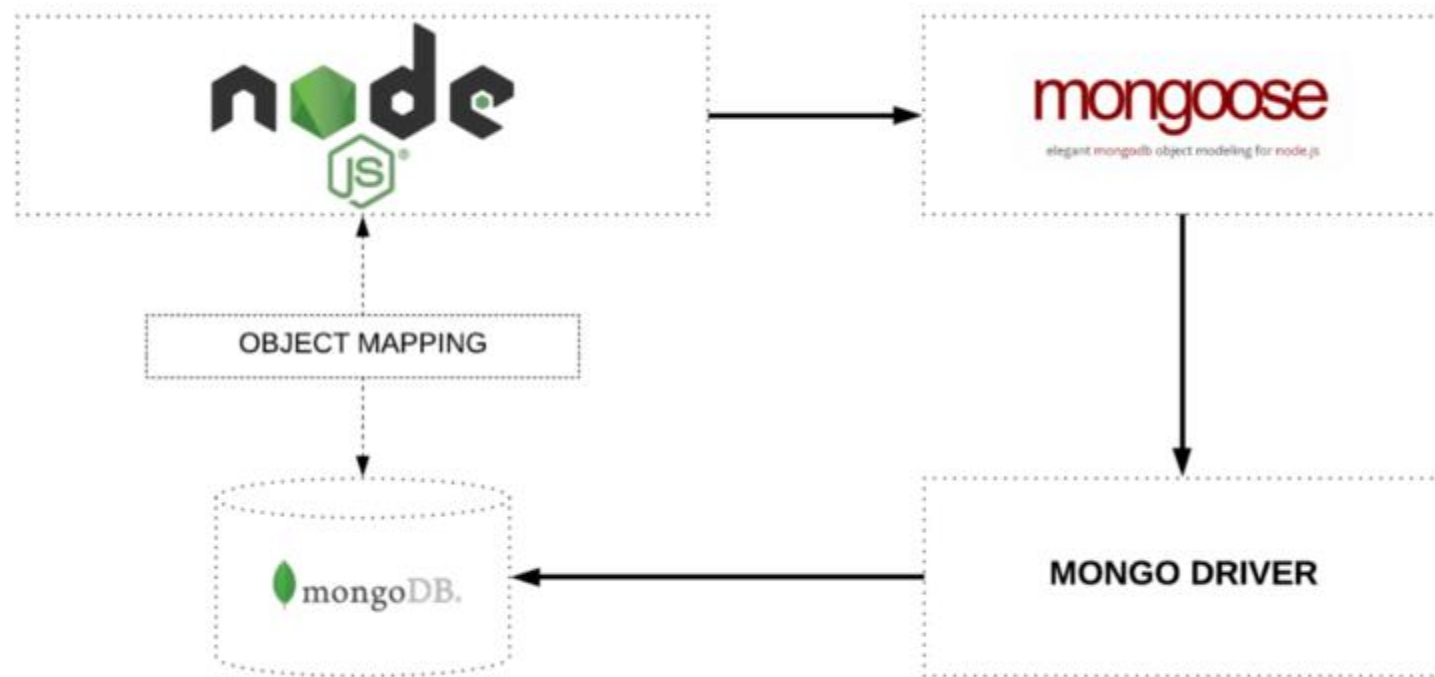 node
JS®
mongoose
elegant mongodb object modeling for node.js
OBJECT MAPPING
mongoDB.
MONGO DRIVER